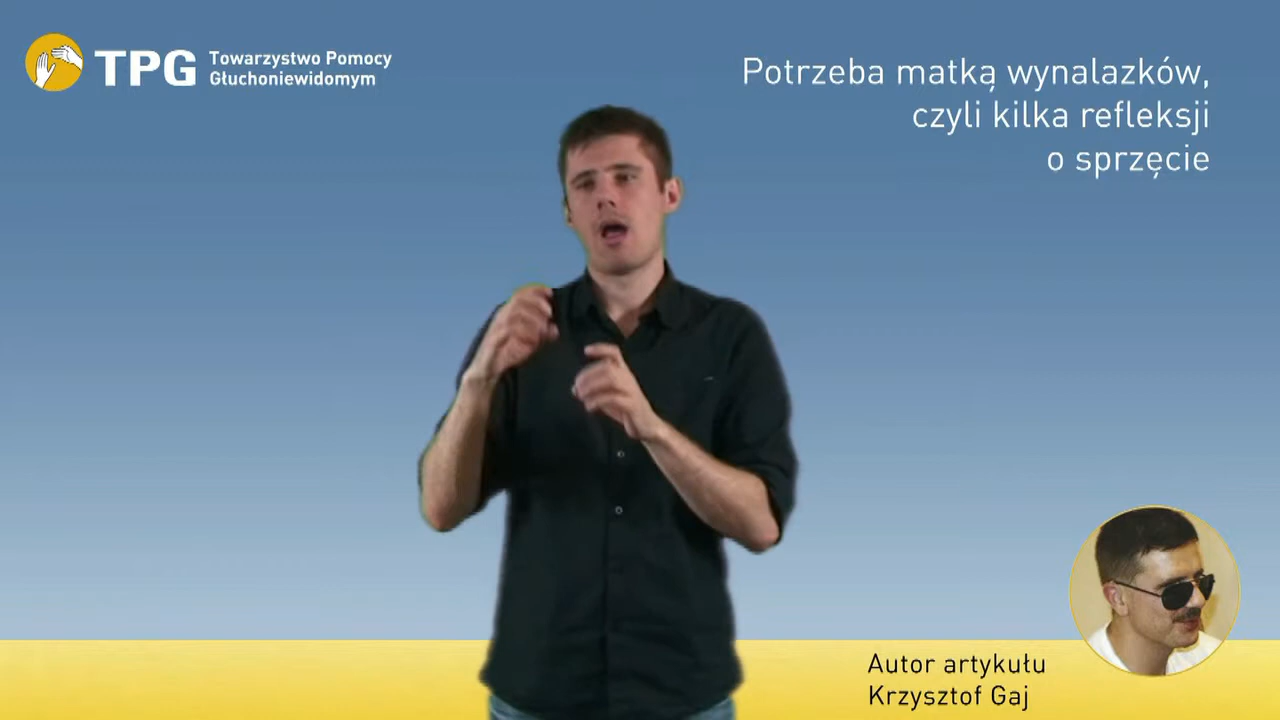 TPG
Towarzystwo Pomocy
Głuchoniewidomym
Potrzeba matką wynalazków,
czyli kilka refleksji
o sprzęcie
Autor artykułu
Krzysztof Gaj